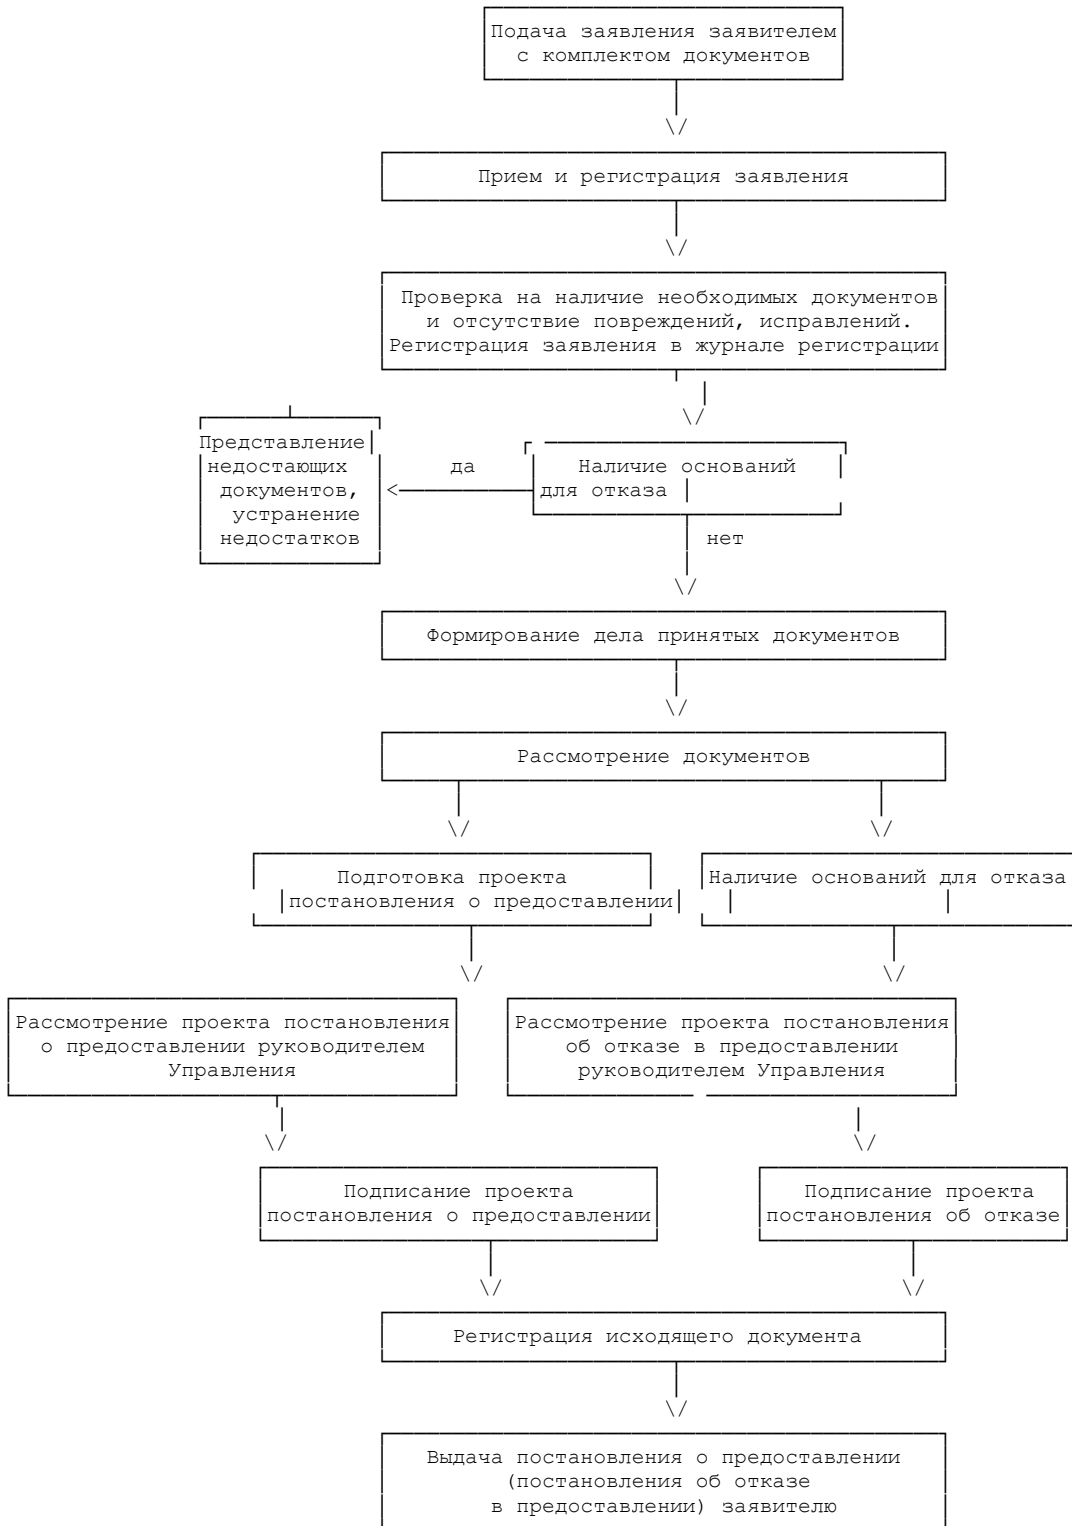 Подача заявления заявителем
с комплектом документов
Прием и регистрация заявления
Проверка на наличие необходимых документов
и отсутствие повреждений, исправлений.
Регистрация заявления в журнале регистрации
Представление
недостающих
документов,
устранение
недостатков
да
Наличие оснований
для отказа
нет
Формирование дела принятых документов
Рассмотрение документов
Подготовка проекта
постановления о предоставлении
Наличие оснований для отказа
Рассмотрение проекта постановления
о предоставлении руководителем
Управления
Рассмотрение проекта постановления
об отказе в предоставлении
руководителем Управления
Подписание проекта
постановления о предоставлении
Подписание проекта
постановления об отказе
Регистрация исходящего документа
Выдача постановления о предоставлении
(постановления об отказе
в предоставлении) заявителю